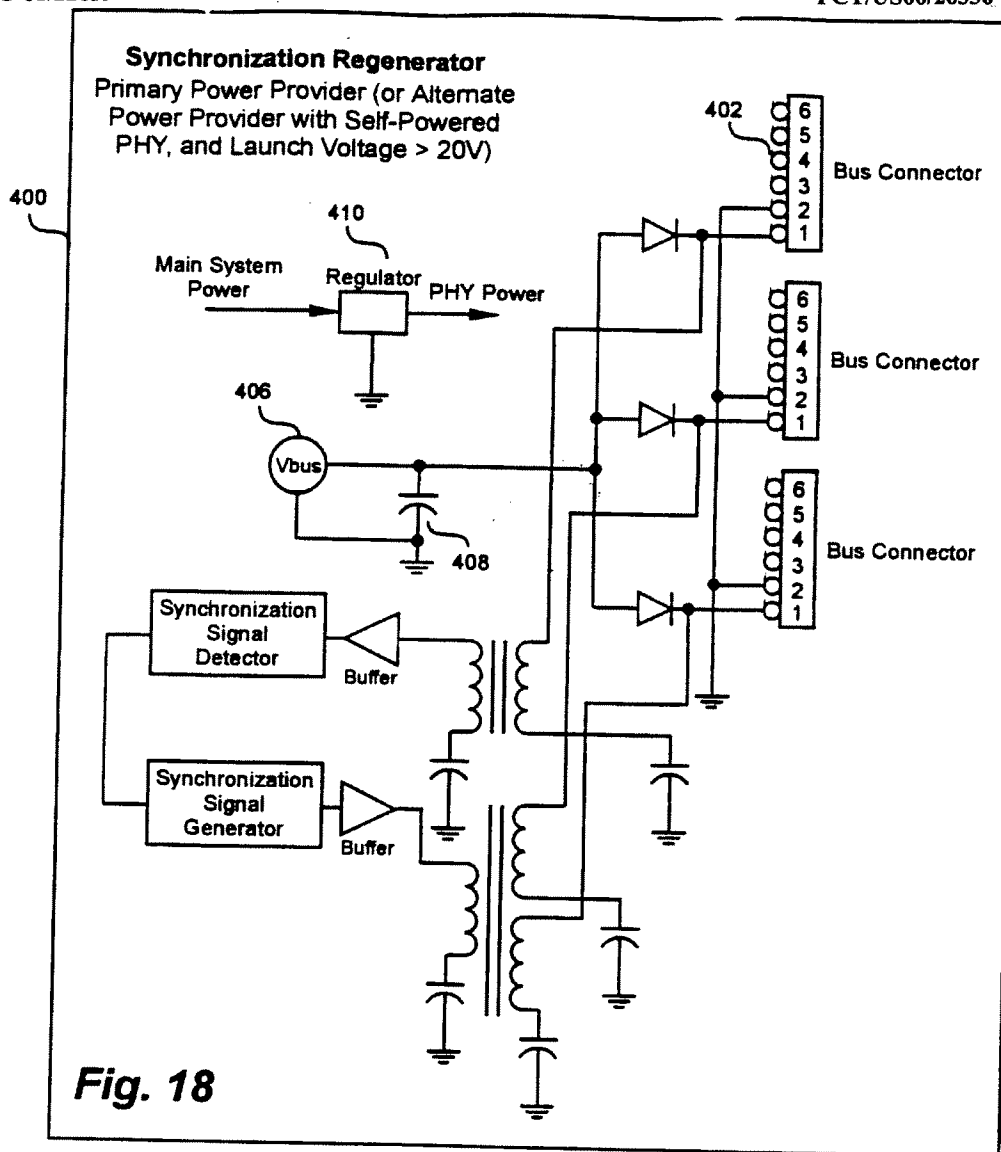 Synchronization Regenerator
Primary Power Provider (or Alternate
Power Provider with Self-Powered
PHY, and Launch Voltage > 20V)
402
6
5
4
3
2
1
Bus Connector
400
410
Main System
Power
Regulator
PHY Power
6
5
4
3
2
1
Bus Connector
406
Vbus
408
6
5
4
3
2
1
Bus Connector
Synchronization
Signal
Detector
Buffer
Synchronization
Signal
Generator
Buffer
Fig. 18